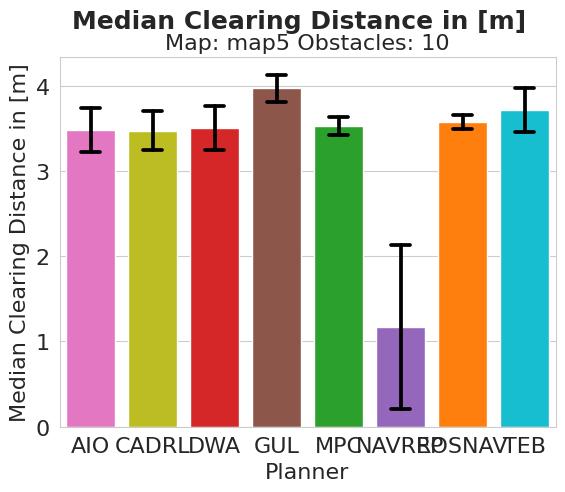 Median Clearing Distance in [m]
Map: map5 Obstacles: 10
Median Clearing Distance in [m]
4
3
2
1
0
AIO CADRL DWA GUL MPC NAVREP ROSNAV TEB
Planner